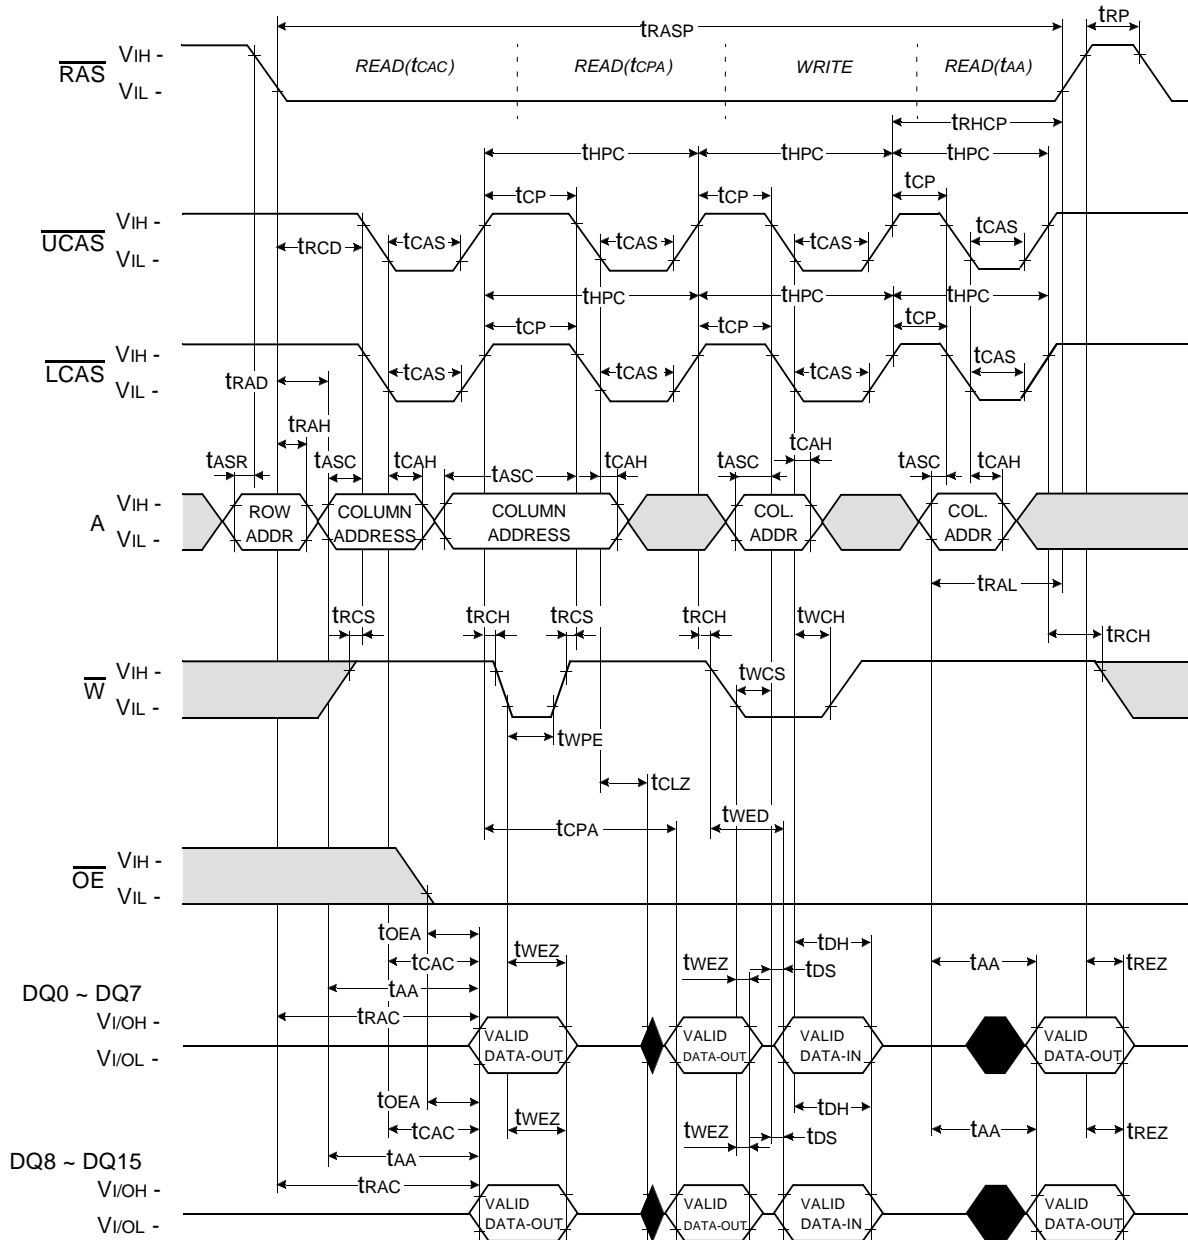 tRASP
tRP
RAS
VIH -
VIL -
READ(tCAC)
READ(tCPA)
WRITE
READ(tAA)
tRHCP
tHPC
tHPC
tHPC
tCP
tCP
tCP
UCAS
VIH -
VIL -
tRCD
tCAS
tCAS
tCAS
tCAS
tHPC
tHPC
tHPC
tCP
tCP
tCP
LCAS
VIH -
VIL -
tCAS
tCAS
tCAS
tCAS
tRAD
tRAH
tASR
tASC
tCAH
tASC
tCAH
tASC
tCAH
tASC
tCAH
A
VIH -
VIL -
ROW
ADDR
COLUMN
ADDRESS
COLUMN
ADDRESS
COL.
ADDR
COL.
ADDR
tRAL
tRCS
tRCH
tRCS
tRCH
tWCH
tRCH
W
VIH -
VIL -
tWCS
tWPE
tCLZ
tWED
tCPA
OE
VIH -
VIL -
tOEA
tCAC
tAA
tRAC
tWEZ
tWEZ
tDH
tDS
tAA
tREZ
DQ0 ~ DQ7
VI/OH -
VI/OL -
VALID
DATA-OUT
VALID
DATA-OUT
VALID
DATA-IN
VALID
DATA-OUT
tOEA
tCAC
tAA
tRAC
tWEZ
tWEZ
tDH
tDS
tAA
tREZ
DQ8 ~ DQ15
VI/OH -
VI/OL -
VALID
DATA-OUT
VALID
DATA-OUT
VALID
DATA-IN
VALID
DATA-OUT